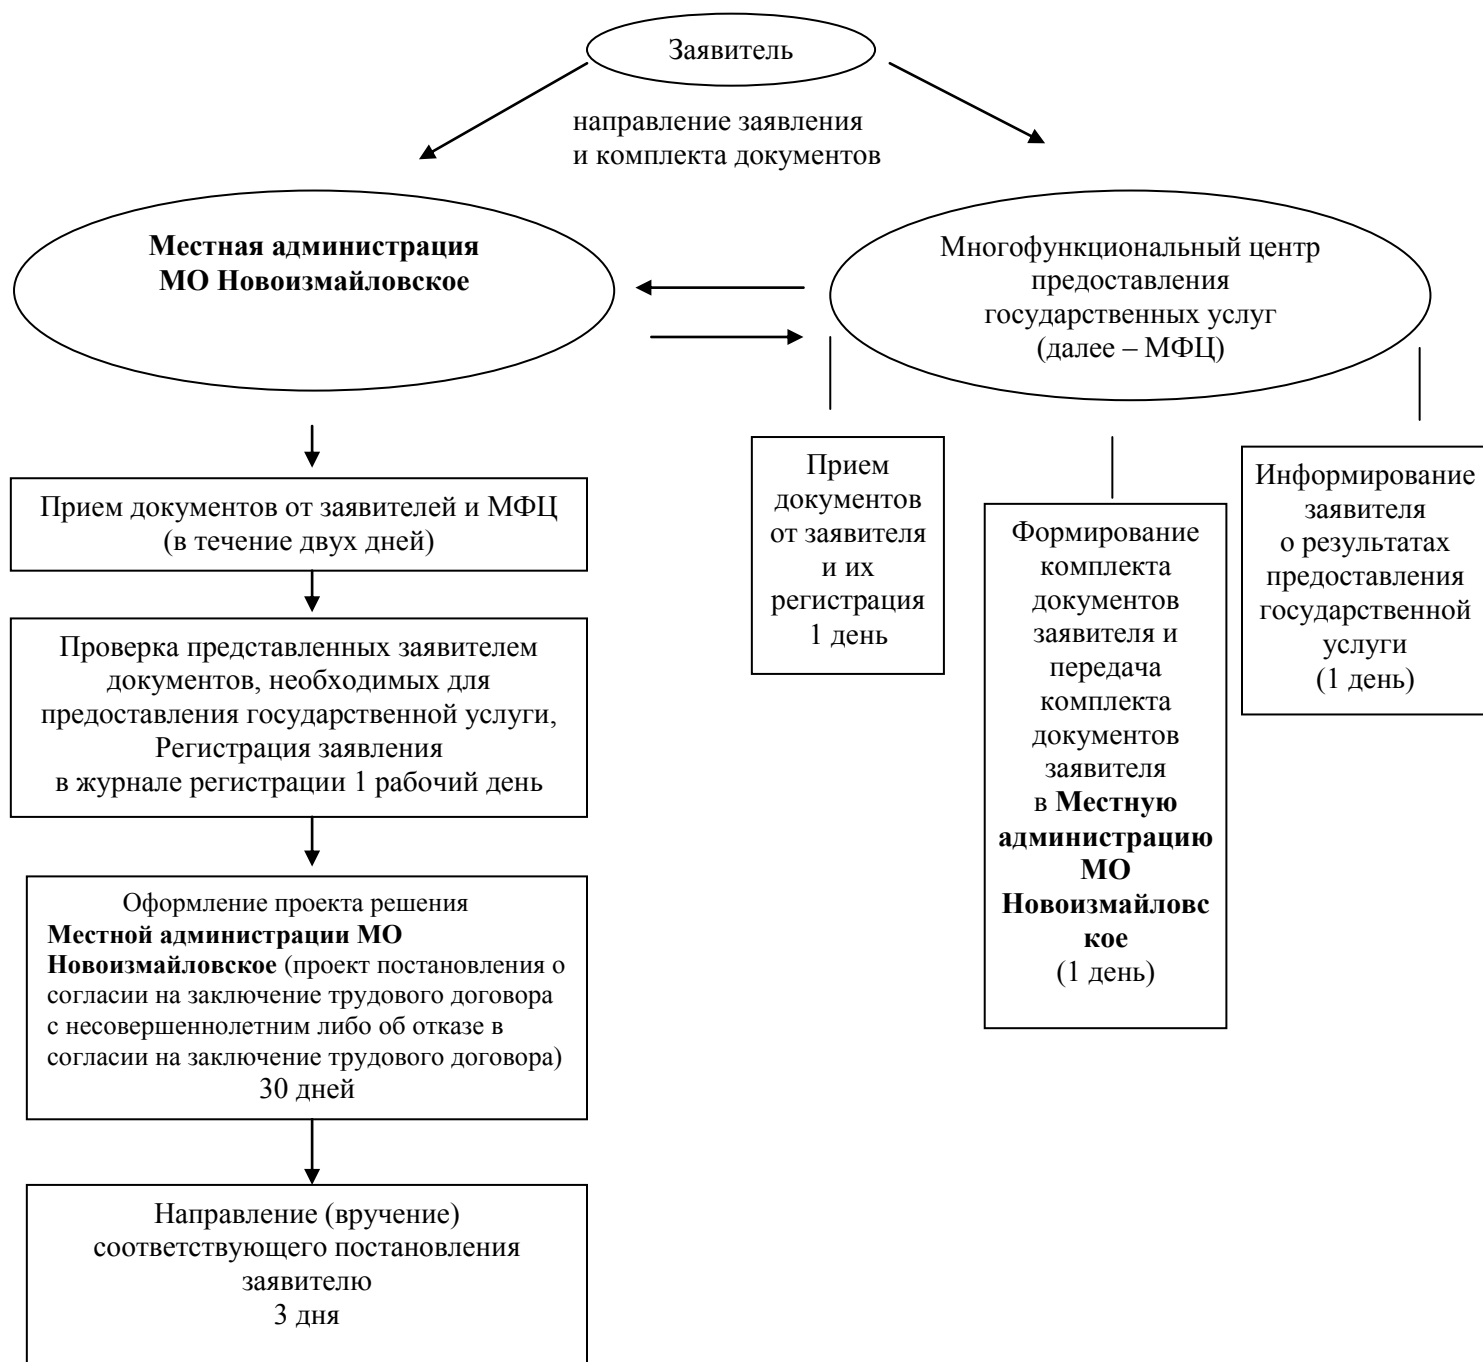 Заявитель
направление заявления
и комплекта документов
Местная администрация
МО Новоизмайловское
Многофункциональный центр
предоставления
государственных услуг
(далее – МФЦ)
Прием документов от заявителей и МФЦ
(в течение двух дней)
Проверка представленных заявителем
документов, необходимых для
предоставления государственной услуги,
Регистрация заявления
в журнале регистрации 1 рабочий день
Оформление проекта решения
Местной администрации МО
Новоизмайловское (проект постановления о
согласии на заключение трудового договора
с несовершеннолетним либо об отказе в
согласии на заключение трудового договора)
30 дней
Направление (вручение)
соответствующего постановления
заявителю
3 дня
Прием
документов
от заявителя
и их
регистрация
1 день
Формирование
комплекта
документов
заявителя и
передача
комплекта
документов
заявителя
в Местную
администрацию
МО
Новоизмайловс
кое
(1 день)
Информирование
заявителя
о результатах
предоставления
государственной
услуги
(1 день)